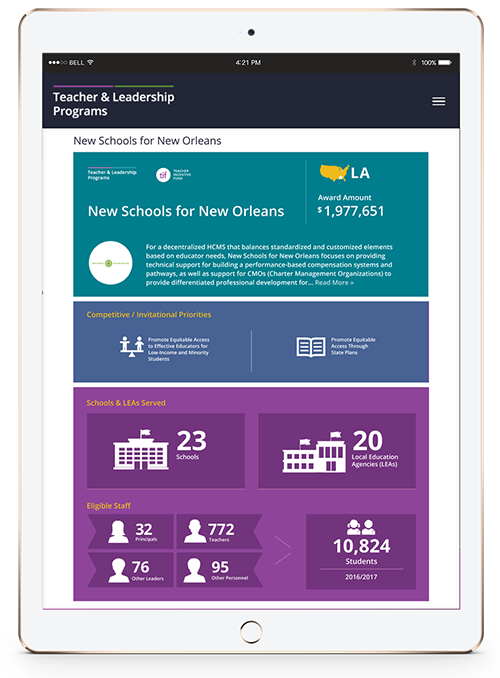 BELL
4:21 PM
100%
Teacher & Leadership
Programs
New Schools for New Orleans
Teacher & Leadership
Programs
tif
TEACHER
INCENTIVE
FUND
LA
Award Amount
$1,977,651
New Schools for New Orleans
For a decentralized HCMS that balances standardized and customized elements
based on educator needs, New Schools for New Orleans focuses on providing
technical support for building a performance-based compensation systems and
pathways, as well as support for CMOs (Charter Management Organizations) to
provide differentiated professional development for... Read More »
Competitive / Invitational Priorities
Promote Equitable Access
to Effective Educators for
Low-Income and Minority
Students
Promote Equitable
Access Through
State Plans
Schools & LEAs Served
23
Schools
20
Local Education
Agencies (LEAs)
Eligible Staff
32
Principals
772
Teachers
76
Other Leaders
95
Other Personnel
10,824
Students
2016/2017